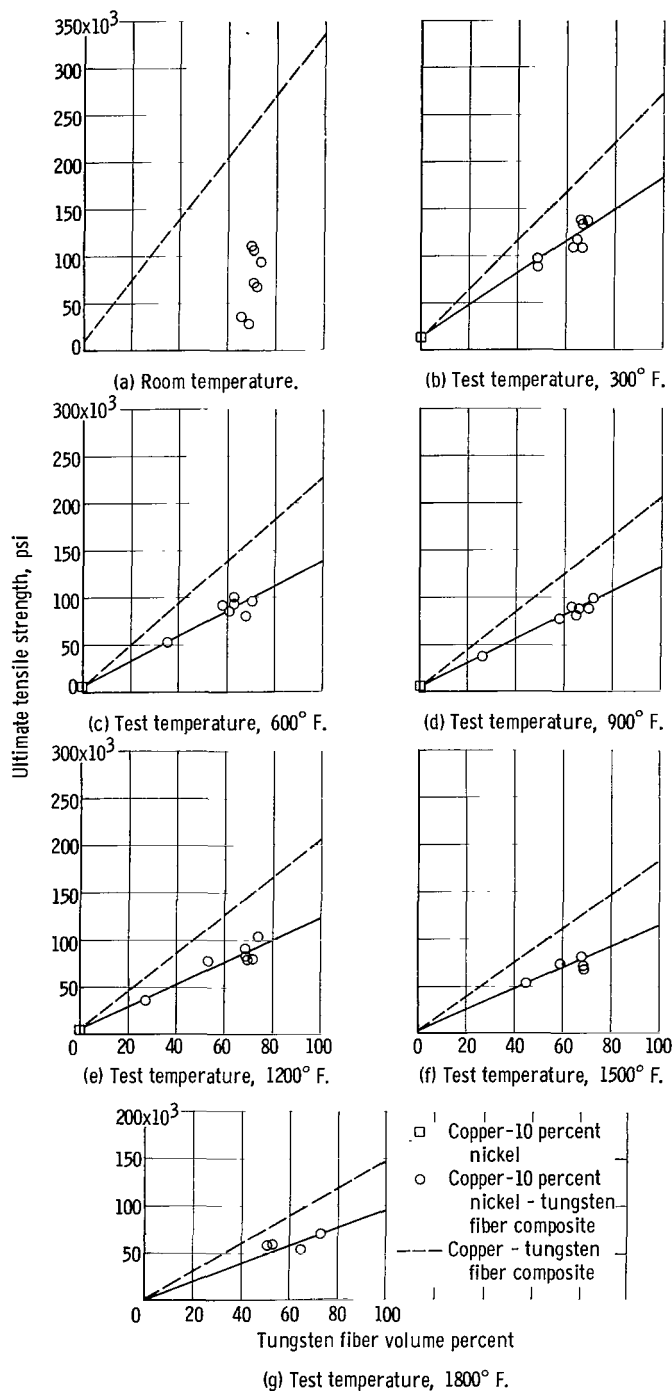 350x10³
300
250
200
150
100
50
0
(a) Room temperature.
(b) Test temperature, 300° F.
300x10³
250
200
150
100
50
0
(c) Test temperature, 600° F.
(d) Test temperature, 900° F.
Ultimate tensile strength, psi
300x10³
250
200
150
100
50
0 20 40 60 80 100
0 20 40 60 80 100
(e) Test temperature, 1200° F.
(f) Test temperature, 1500° F.
200x10³
150
100
50
0 20 40 60 80 100
Tungsten fiber volume percent
Copper-10 percent
nickel
Copper-10 percent
nickel - tungsten
fiber composite
Copper - tungsten
fiber composite
(g) Test temperature, 1800° F.